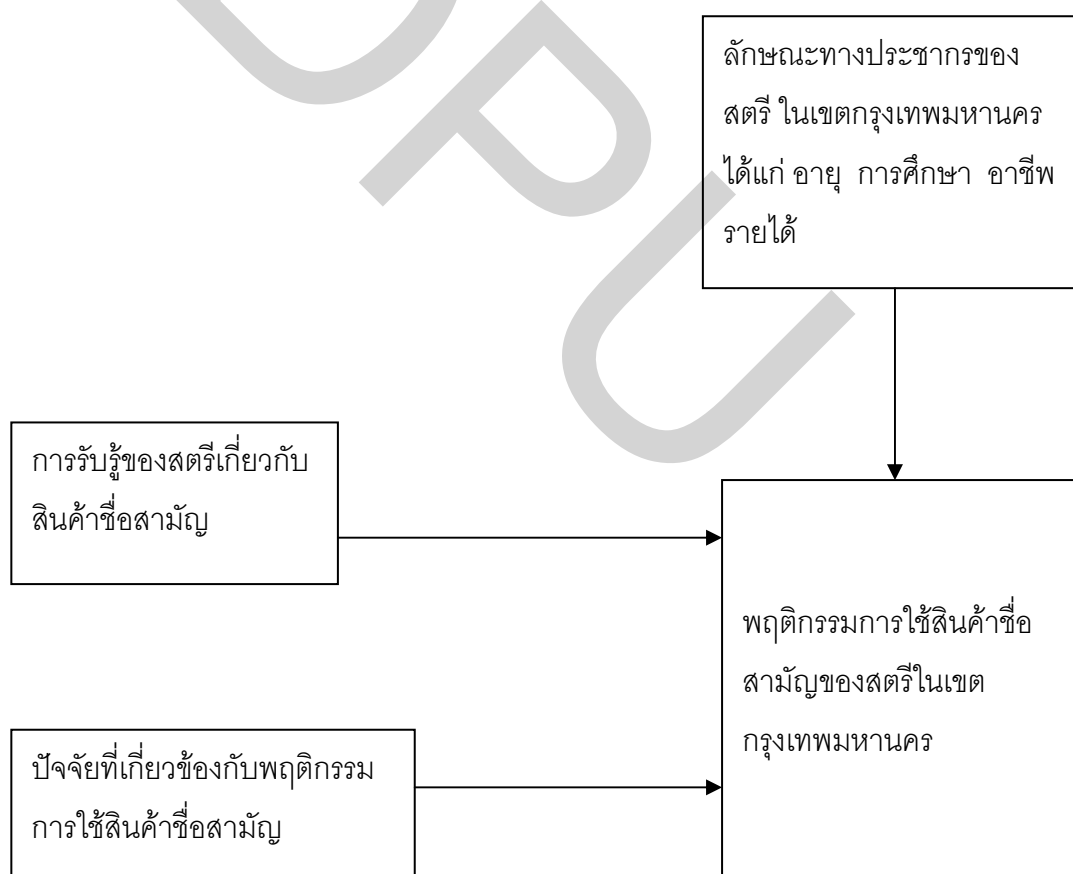 ลักษณะทางประชากรของ
สตรี ในเขตกรุงเทพมหานคร
ได้แก่ อายุ การศึกษา อาชีพ
รายได้
การรับรู้ของสตรีเกี่ยวกับ
สินค้าชื่อสามัญ
พฤติกรรมการใช้สินค้าชื่อ
สามัญของสตรีในเขต
กรุงเทพมหานคร
ปัจจัยที่เกี่ยวข้องกับพฤติกรรม
การใช้สินค้าชื่อสามัญ
DPU